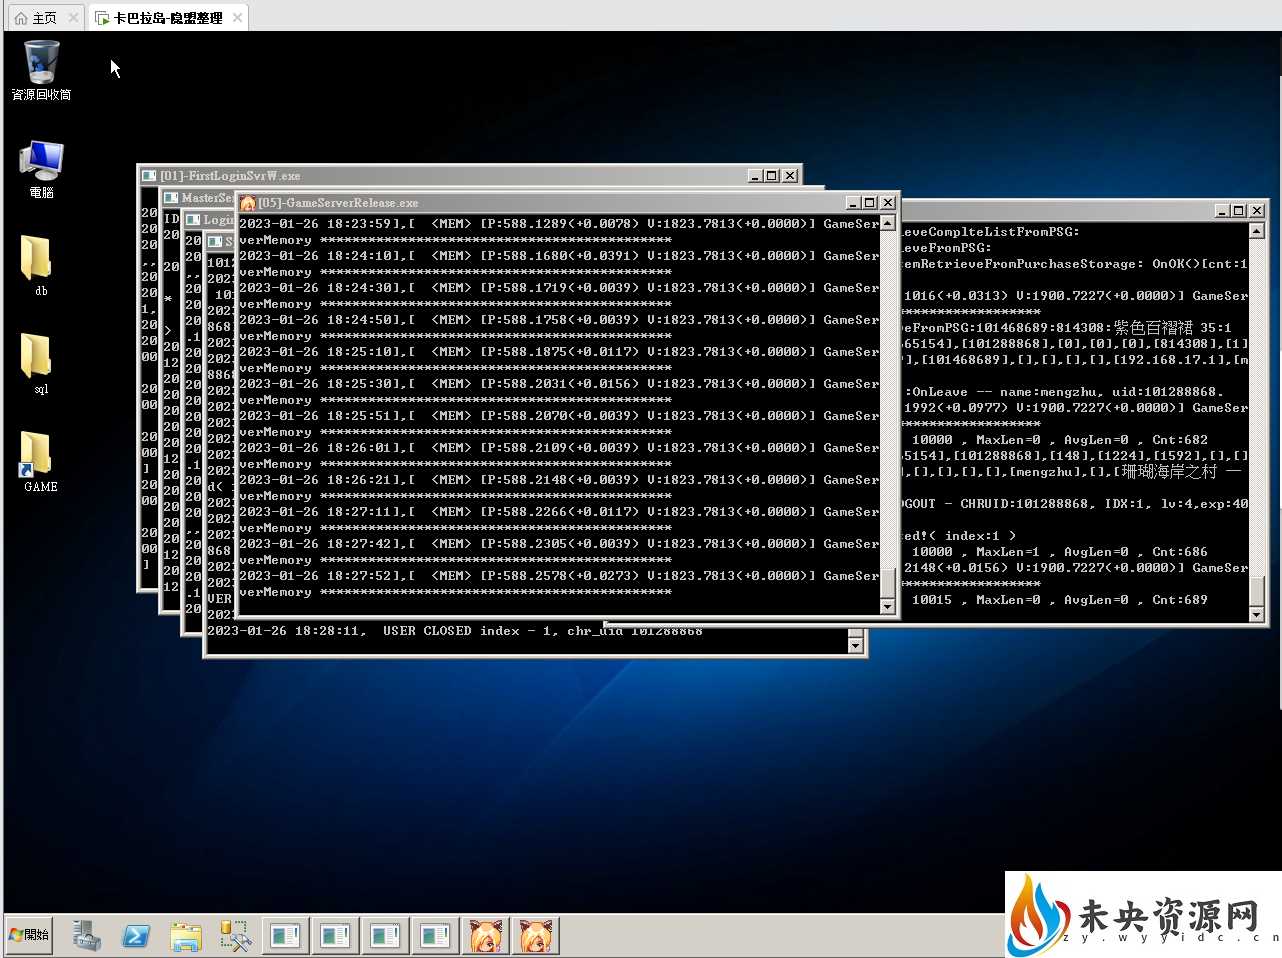 主页
卡巴拉岛-隐盟整理
資源回收筒
電腦
db
sql
GAME
[01]-FirstLoginSvrW.exe
MasterSer
Login
[05]-GameServerRelease.exe
2023-01-26 18:23:59],[  <MEM> [P:588.1289(+0.0078) V:1823.7813(+0.0000)] GameSer
verMemory ********************************************
2023-01-26 18:24:10],[  <MEM> [P:588.1680(+0.0391) V:1823.7813(+0.0000)] GameSer
verMemory ********************************************
2023-01-26 18:24:30],[  <MEM> [P:588.1719(+0.0039) V:1823.7813(+0.0000)] GameSer
verMemory ********************************************
2023-01-26 18:24:50],[  <MEM> [P:588.1758(+0.0039) V:1823.7813(+0.0000)] GameSer
verMemory ********************************************
2023-01-26 18:25:10],[  <MEM> [P:588.1875(+0.0117) V:1823.7813(+0.0000)] GameSer
verMemory ********************************************
2023-01-26 18:25:30],[  <MEM> [P:588.2031(+0.0156) V:1823.7813(+0.0000)] GameSer
verMemory ********************************************
2023-01-26 18:25:51],[  <MEM> [P:588.2070(+0.0039) V:1823.7813(+0.0000)] GameSer
verMemory ********************************************
2023-01-26 18:26:01],[  <MEM> [P:588.2109(+0.0039) V:1823.7813(+0.0000)] GameSer
verMemory ********************************************
2023-01-26 18:26:21],[  <MEM> [P:588.2148(+0.0039) V:1823.7813(+0.0000)] GameSer
verMemory ********************************************
2023-01-26 18:27:11],[  <MEM> [P:588.2266(+0.0117) V:1823.7813(+0.0000)] GameSer
verMemory ********************************************
2023-01-26 18:27:42],[  <MEM> [P:588.2305(+0.0039) V:1823.7813(+0.0000)] GameSer
verMemory ********************************************
2023-01-26 18:27:52],[  <MEM> [P:588.2578(+0.0273) V:1823.7813(+0.0000)] GameSer
verMemory ********************************************
2023-01-26 18:28:11,  USER CLOSED index - 1, chr_uid 101288868
ieveComplteListFromPSG:
ieveFromPSG:
emRetrieveFromPurchaseStorage: OnOK()[cnt:1
1016(+0.0313) V:1900.7227(+0.0000)] GameSer
*****************
veFromPSG:101468689:814308:紫色百褶裙 35:1
65154],[101288868],[0],[0],[0],[814308],[1]
],[101468689],[],[],[],[],[192.168.17.1],[m
:OnLeave -- name:mengzhu, uid:101288868.
1992(+0.0977) V:1900.7227(+0.0000)] GameSer
*****************
10000 , MaxLen=0 , AvgLen=0 , Cnt:682
65154],[101288868],[148],[1224],[1592],[],[]
],[],[],[],[],[mengzhu],[],[珊瑚海岸之村 一
OGOUT - CHRUID:101288868, IDX:1, lv:4,exp:40
ted!( index:1 )
10000 , MaxLen=1 , AvgLen=0 , Cnt:686
2148(+0.0156) V:1900.7227(+0.0000)] GameSer
*****************
10015 , MaxLen=0 , AvgLen=0 , Cnt:689
開始
未央资源网
zy.wyyidc.cn